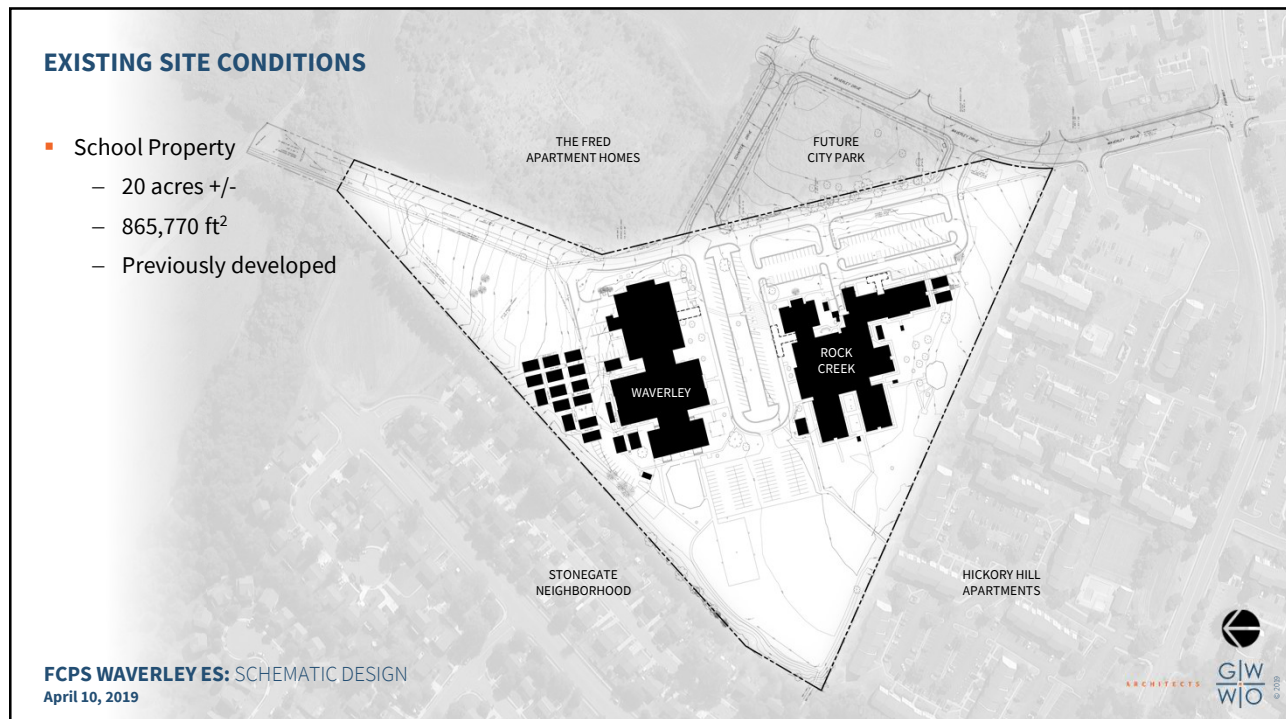 EXISTING SITE CONDITIONS
▪ School Property
– 20 acres +/-
– 865,770 ft²
– Previously developed
THE FRED
APARTMENT HOMES
FUTURE
CITY PARK
WAVERLEY
ROCK
CREEK
STONEGATE
NEIGHBORHOOD
HICKORY HILL
APARTMENTS
FCPS WAVERLEY ES: SCHEMATIC DESIGN
April 10, 2019
ARCHITECTS
G|W
W|O
© 2019